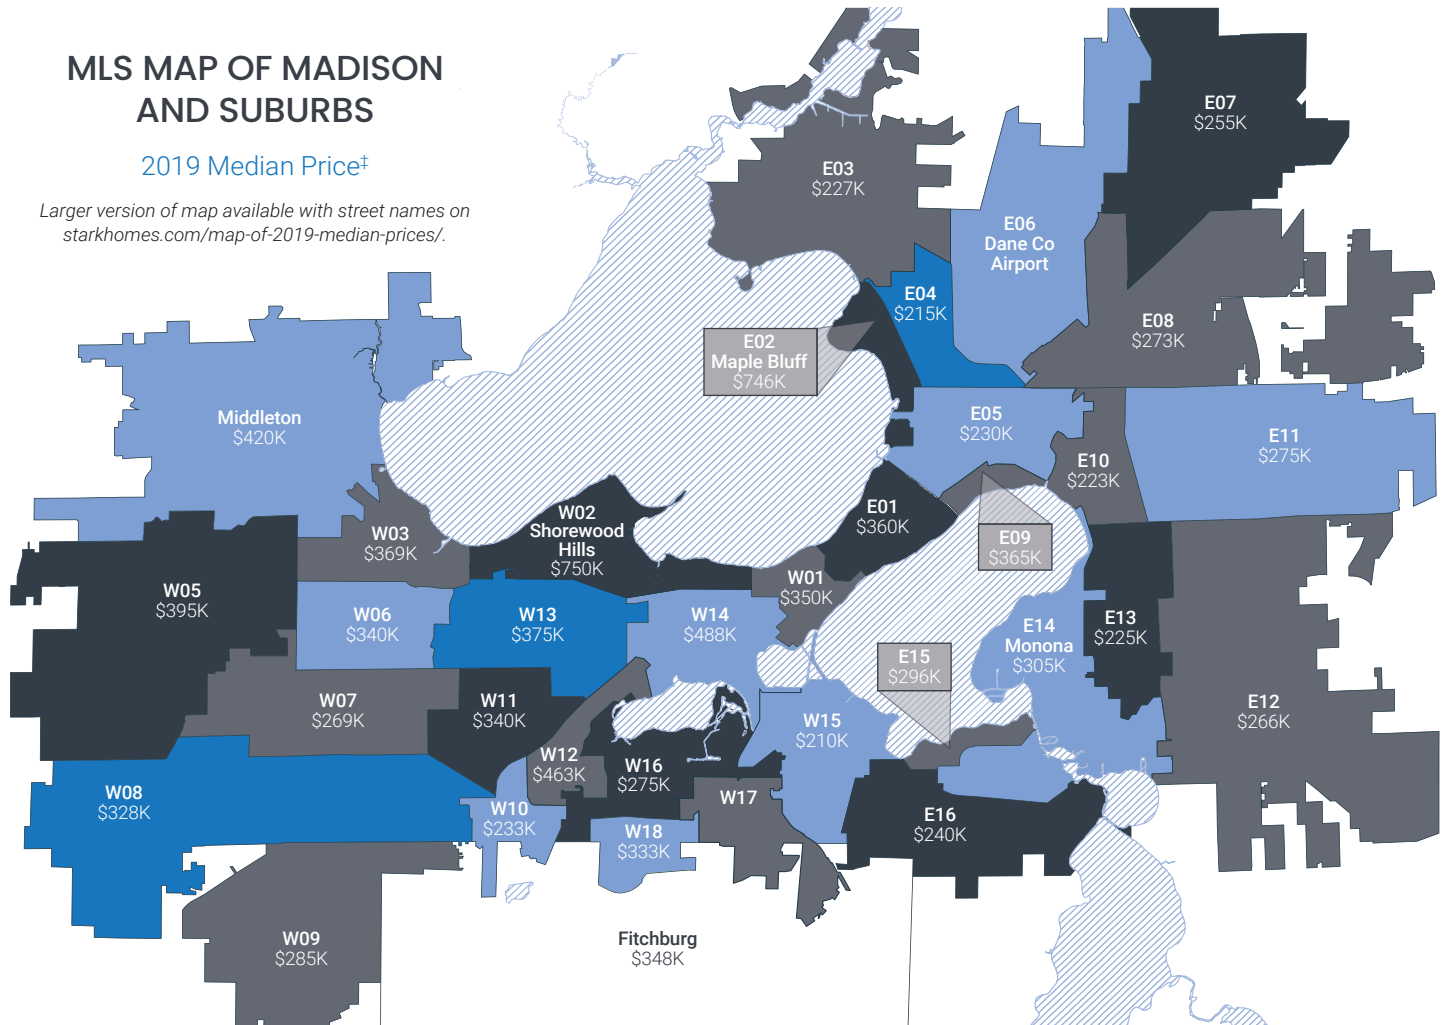 MLS MAP OF MADISON
AND SUBURBS
2019 Median Price‡
Larger version of map available with street names on
starkhomes.com/map-of-2019-median-prices/.
E07
$255K
E03
$227K
E06
Dane Co
Airport
E04
$215K
E08
$273K
E02
Maple Bluff
$746K
Middleton
$420K
E05
$230K
E11
$275K
E10
$223K
E01
$360K
W02
Shorewood
Hills
$750K
W03
$369K
E09
$365K
W05
$395K
W01
$350K
W06
$340K
W13
$375K
W14
$488K
E13
$225K
E14
Monona
$305K
E15
$296K
W07
$269K
W11
$340K
E12
$266K
W15
$210K
W12
$463K
W16
$275K
W08
$328K
W17
W10
$233K
E16
$240K
W18
$333K
W09
$285K
Fitchburg
$348K